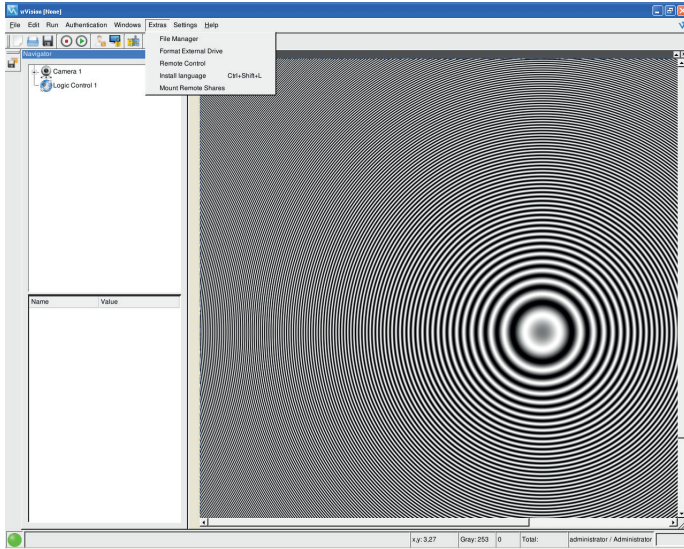 vVision [None]
File Edit Run Authentication Windows Extras Settings Help
File Manager
Format External Drive
Remote Control
Install language Ctrl+Shift+L
Mount Remote Shares
Navigator
Camera 1
Logic Control 1
Name Value
x,y: 3,27 Gray: 253 0 Total: administrator / Administrator